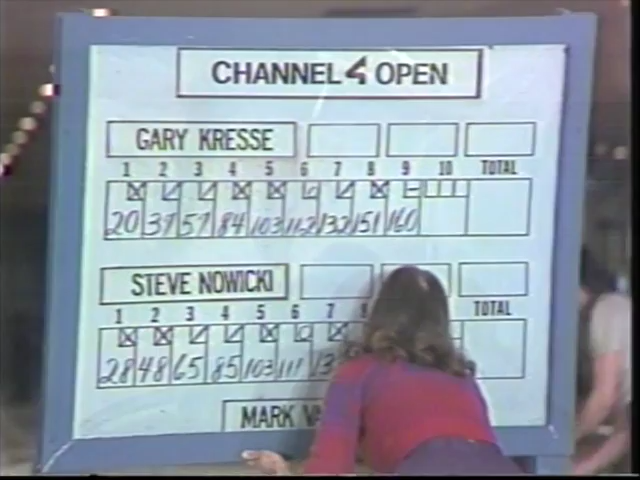 CHANNEL 4 OPEN
GARY KRESSE
1 2 3 4 5 6 7 8 9 10 TOTAL
20 37 57 84 103 112 132 151 160
STEVE NOWICKI
1 2 3 4 5 6 7 TOTAL
28 48 65 85 103 111
MARK